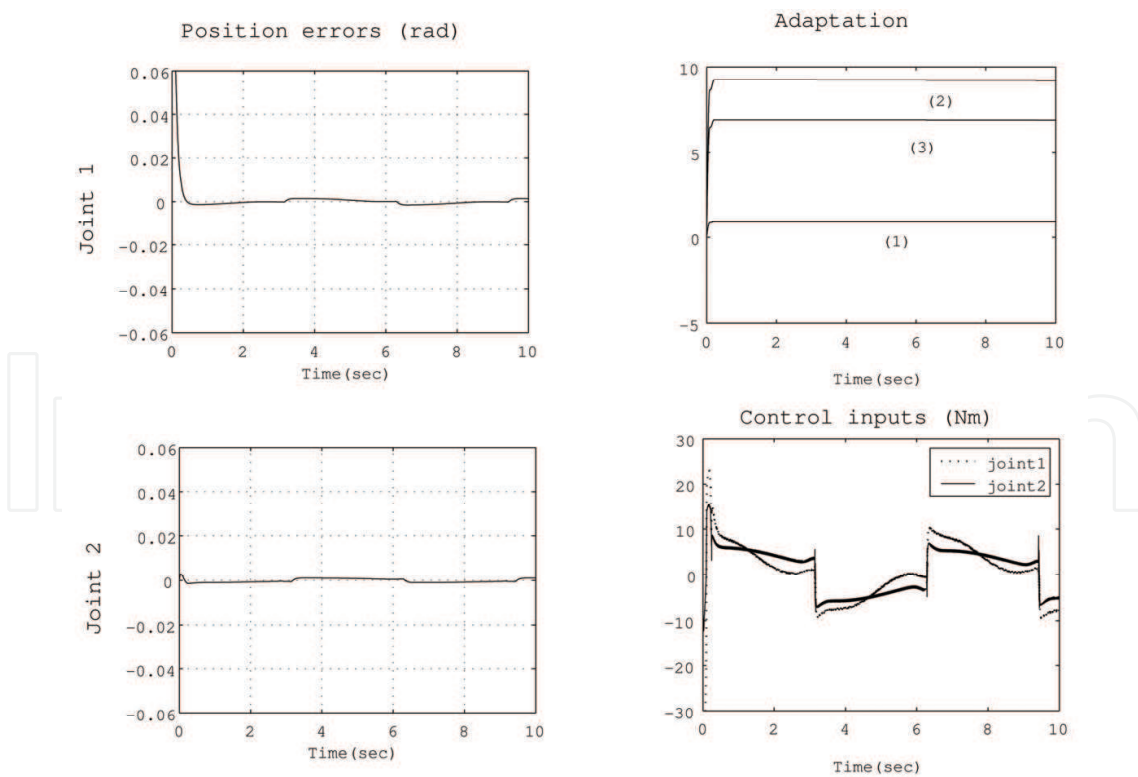 Position errors (rad)
Joint 1
0.06
0.04
0.02
0
-0.02
-0.04
-0.06
0 2 4 6 8 10
Time(sec)
Adaptation
10
5
0
-5
(2)
(3)
(1)
0 2 4 6 8 10
Time(sec)
Joint 2
0.06
0.04
0.02
0
-0.02
-0.04
-0.06
0 2 4 6 8 10
Time(sec)
Control inputs (Nm)
30
20
10
0
-10
-20
-30
joint1
joint2
0 2 4 6 8 10
Time(sec)